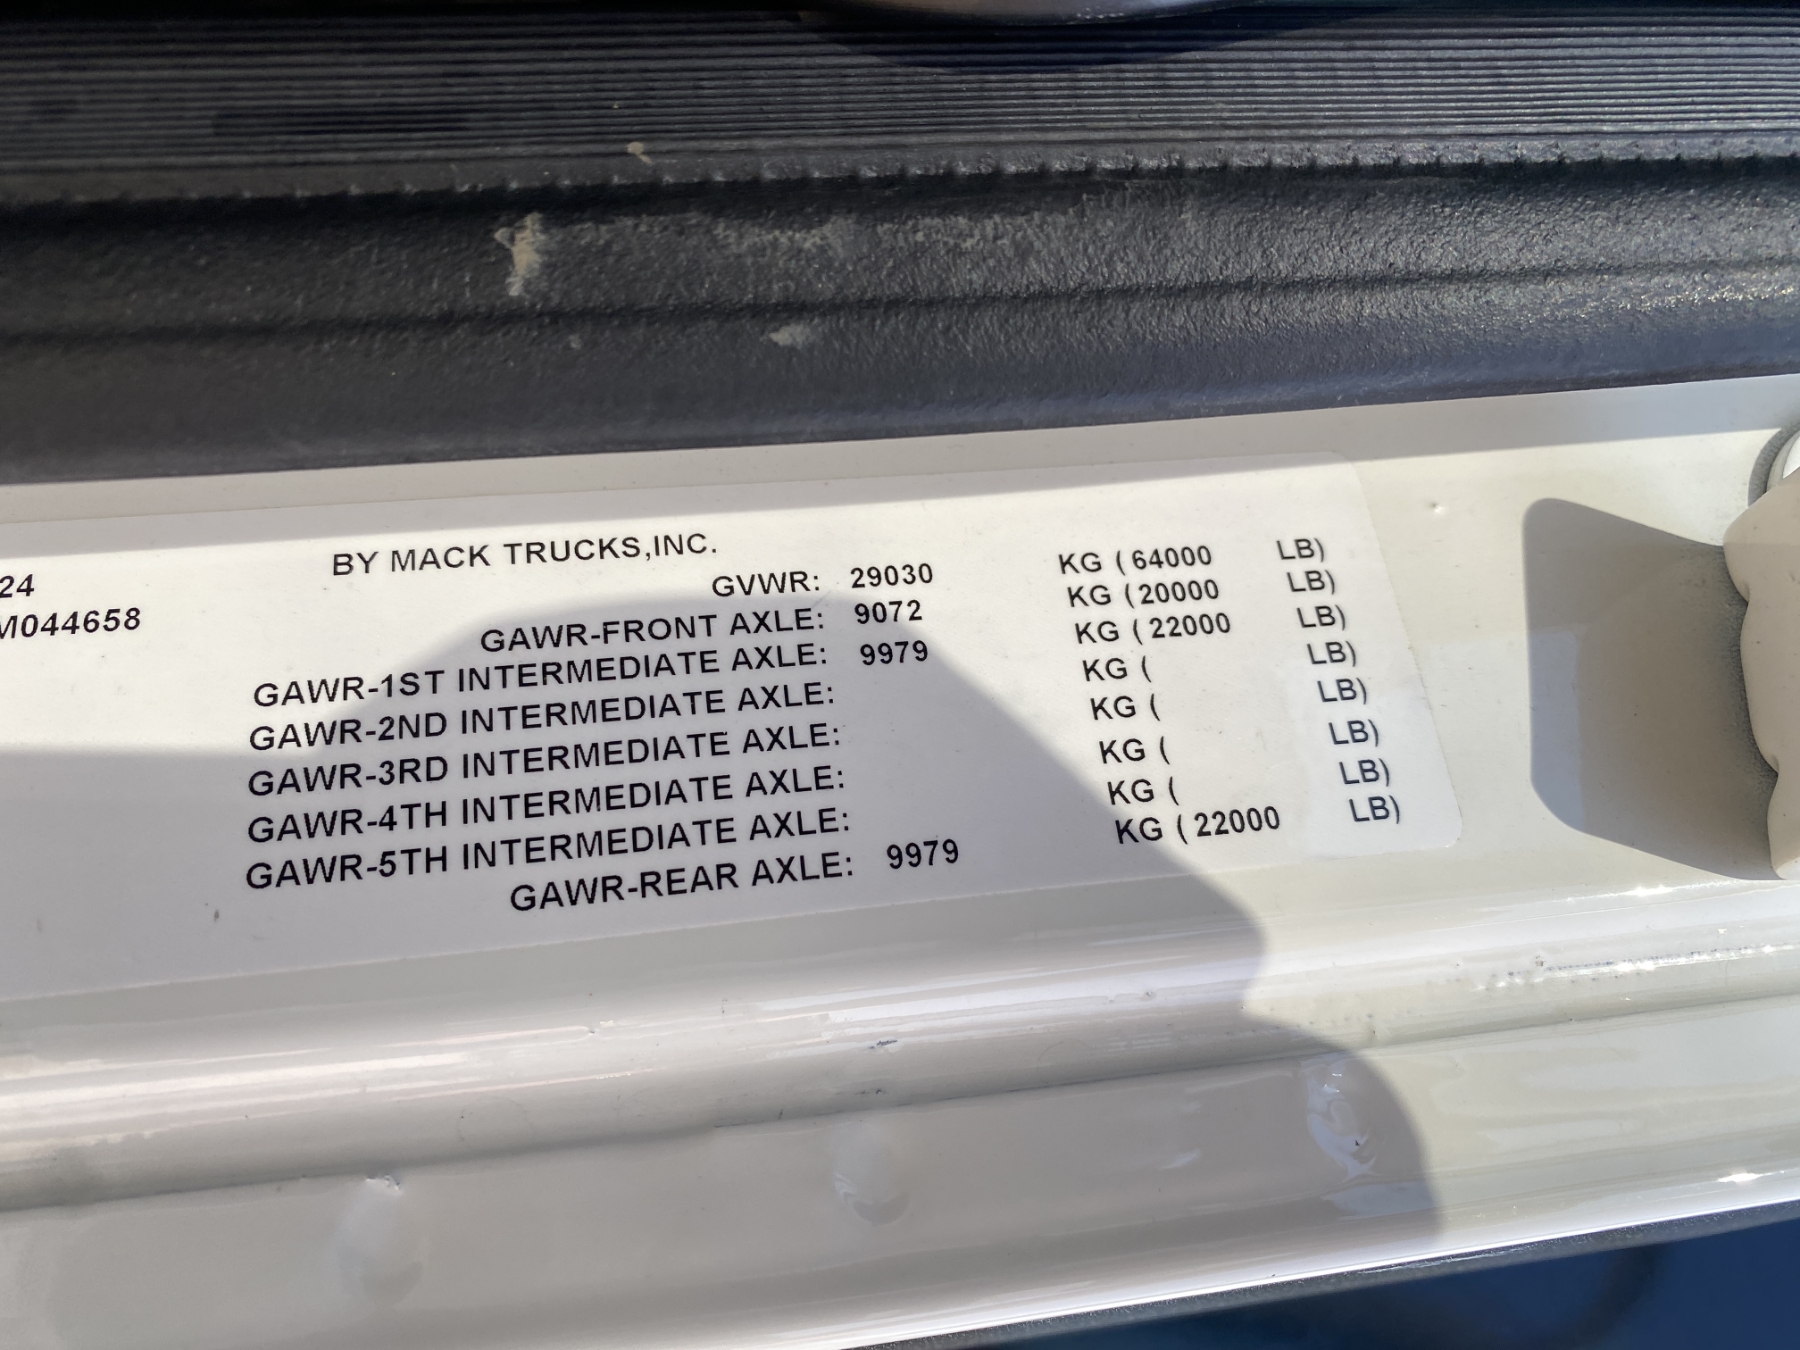 BY MACK TRUCKS,INC.
24 GVWR: 29030 KG (64000 LB)
M044658 GAWR-FRONT AXLE: 9072 KG (20000 LB)
GAWR-1ST INTERMEDIATE AXLE: 9979 KG (22000 LB)
GAWR-2ND INTERMEDIATE AXLE: KG ( LB)
GAWR-3RD INTERMEDIATE AXLE: KG ( LB)
GAWR-4TH INTERMEDIATE AXLE: KG ( LB)
GAWR-5TH INTERMEDIATE AXLE: KG ( LB)
GAWR-REAR AXLE: 9979 KG (22000 LB)